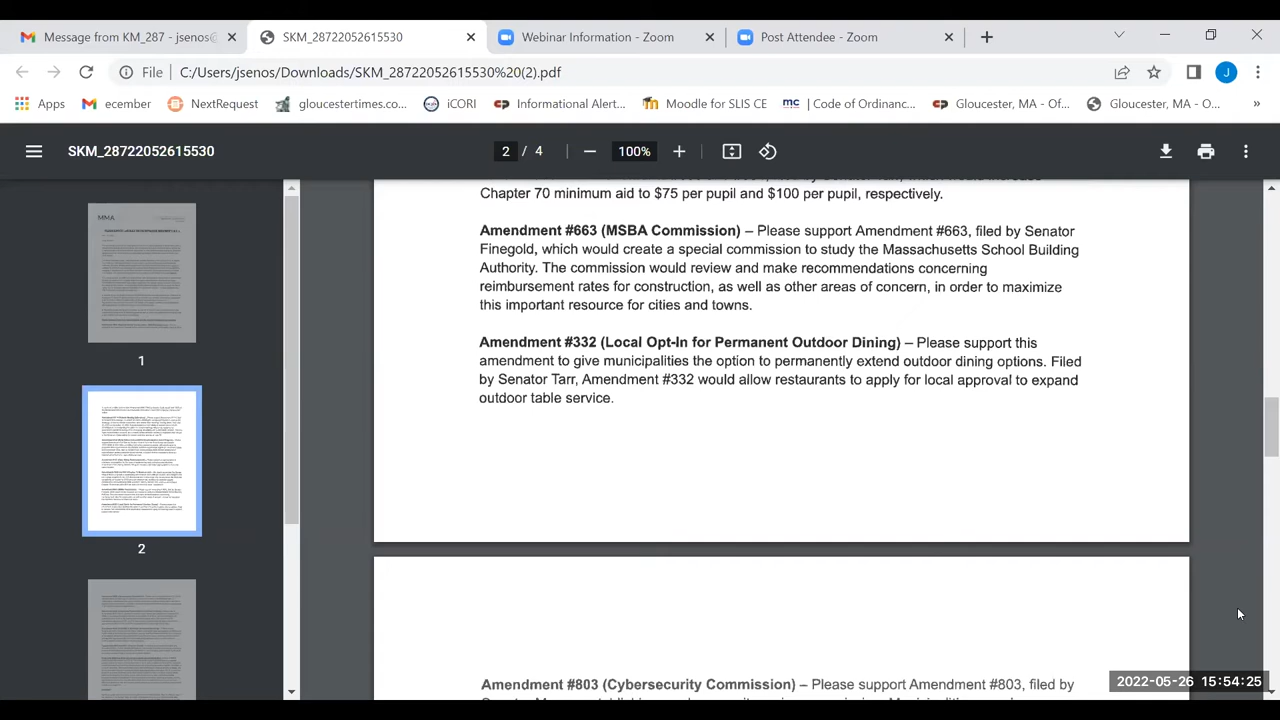 Message from KM_287 - jsenos@
SKM_28722052615530
Webinar Information - Zoom
Post Attendee - Zoom
File
C:/Users/jsenos/Downloads/SKM_28722052615530%20(2).pdf
J
Apps
ecember
NextRequest
gloucestertimes.co...
iCORI
Informational Alert...
Moodle for SLIS CE
| Code of Ordinanc...
Gloucester, MA - Of...
Gloucester, MA - O...
»
SKM_28722052615530
2 / 4
100%
MMA
1
2
Chapter 70 minimum aid to $75 per pupil and $100 per pupil, respectively.
Amendment #663 (MSBA Commission) – Please support Amendment #663, filed by Senator
Finegold, which would create a special commission to study the Massachusetts School Building
Authority. The commission would review and make recommendations concerning
reimbursement rates for construction, as well as other areas of concern, in order to maximize
this important resource for cities and towns.
Amendment #332 (Local Opt-In for Permanent Outdoor Dining) – Please support this
amendment to give municipalities the option to permanently extend outdoor dining options. Filed
by Senator Tarr, Amendment #332 would allow restaurants to apply for local approval to expand
outdoor table service.
Amendment #803 (Cybersecurity Commission) – Please support Amendment #803, filed by
2022-05-26 15:54:25